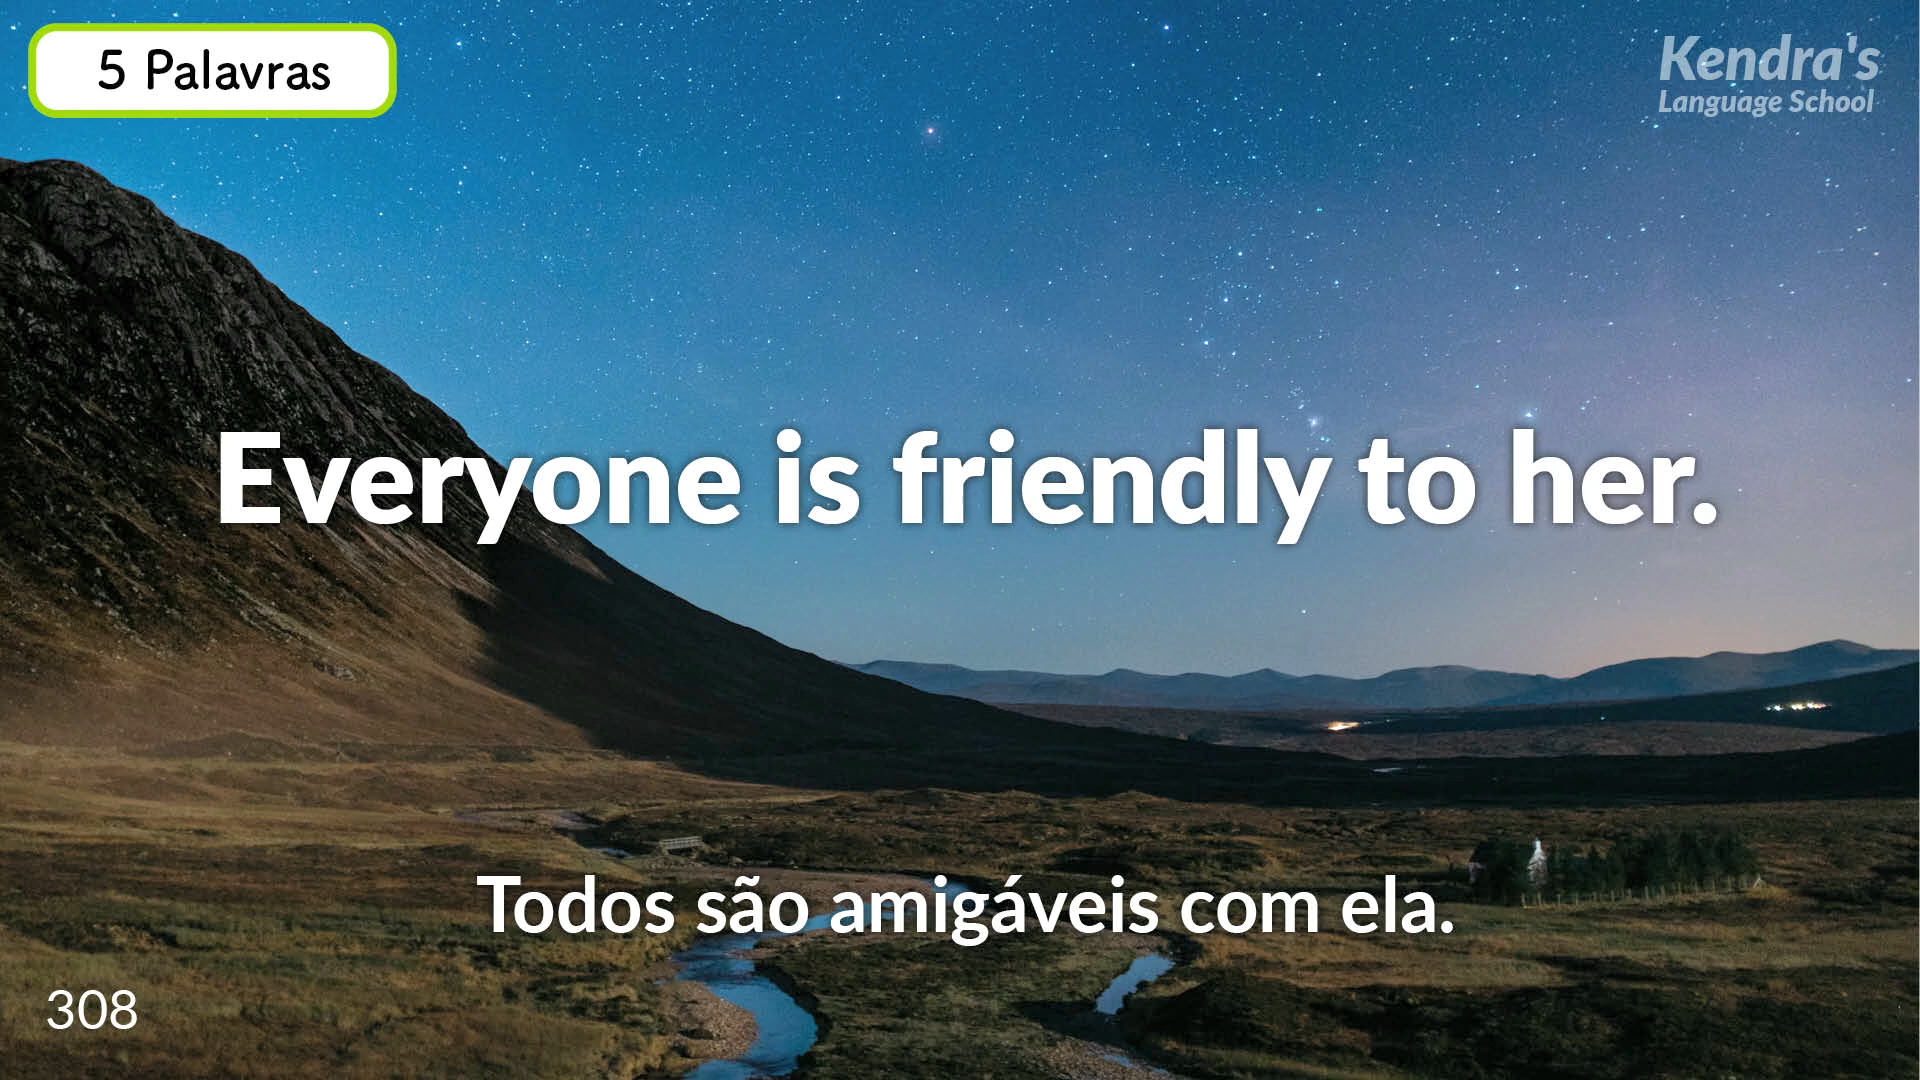 5 Palavras
Kendra's
Language School
Everyone is friendly to her.
Todos são amigáveis com ela.
308